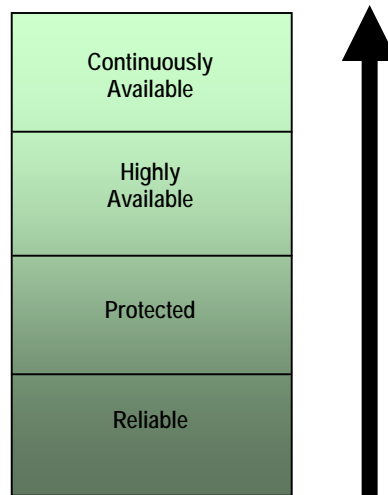 Continuously
Available
Highly
Available
Protected
Reliable